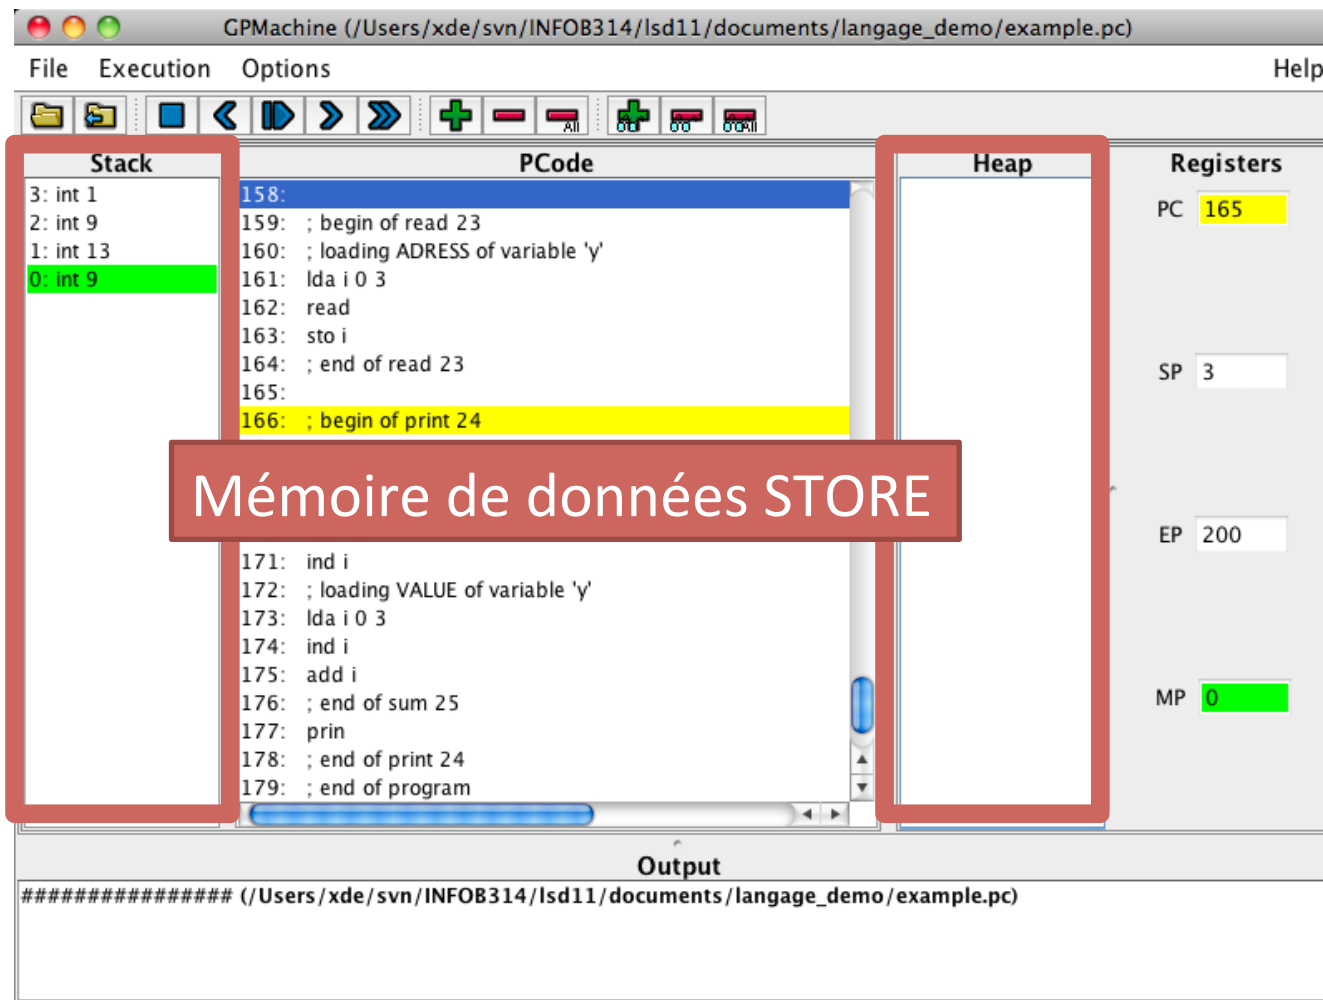 GPMachine (/Users/xde/svn/INFOB314/lsd11/documents/langage_demo/example.pc)
File Execution Options Help
All
All
Stack
3: int 1
2: int 9
1: int 13
0: int 9
PCode
158:
159: ; begin of read 23
160: ; loading ADRESS of variable 'y'
161: lda i 0 3
162: read
163: sto i
164: ; end of read 23
165:
166: ; begin of print 24
Mémoire de données STORE
171: ind i
172: ; loading VALUE of variable 'y'
173: lda i 0 3
174: ind i
175: add i
176: ; end of sum 25
177: prin
178: ; end of print 24
179: ; end of program
Heap
Registers
PC 165
SP 3
EP 200
MP 0
Output
################ (/Users/xde/svn/INFOB314/lsd11/documents/langage_demo/example.pc)